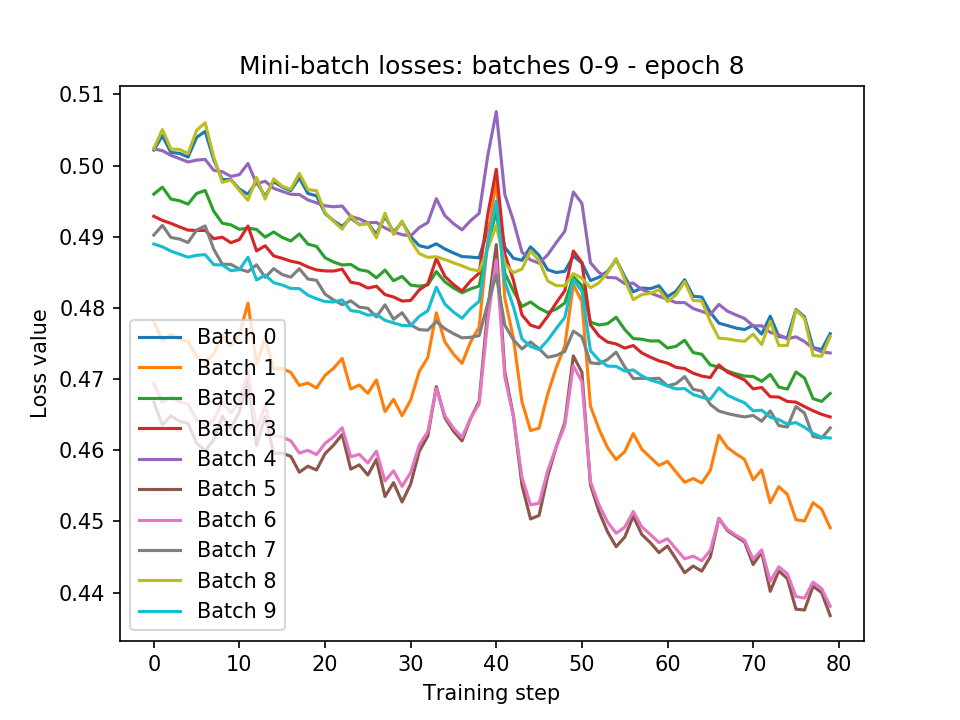 Mini-batch losses: batches 0-9 - epoch 8
0.51
0.50
0.49
0.48
0.47
0.46
0.45
0.44
Loss value
Batch 0
Batch 1
Batch 2
Batch 3
Batch 4
Batch 5
Batch 6
Batch 7
Batch 8
Batch 9
0 10 20 30 40 50 60 70 80
Training step